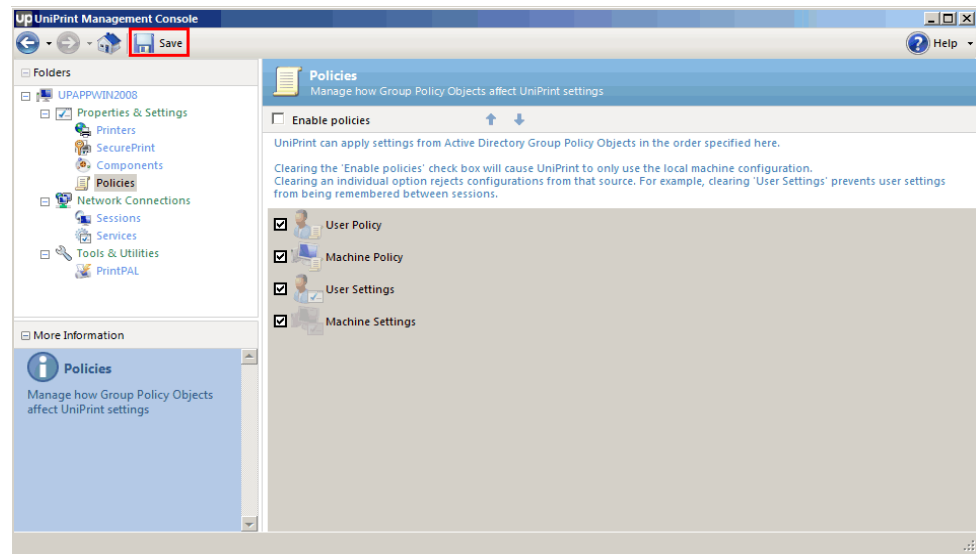 up UniPrint Management Console
Save
Help
Folders
UPAPPWIN2008
Properties & Settings
Printers
SecurePrint
Components
Policies
Network Connections
Sessions
Services
Tools & Utilities
PrintPAL
More Information
Policies
Manage how Group Policy Objects
affect UniPrint settings
Policies
Manage how Group Policy Objects affect UniPrint settings
Enable policies
UniPrint can apply settings from Active Directory Group Policy Objects in the order specified here.
Clearing the 'Enable policies' check box will cause UniPrint to only use the local machine configuration.
Clearing an individual option rejects configurations from that source. For example, clearing 'User Settings' prevents user settings
from being remembered between sessions.
User Policy
Machine Policy
User Settings
Machine Settings